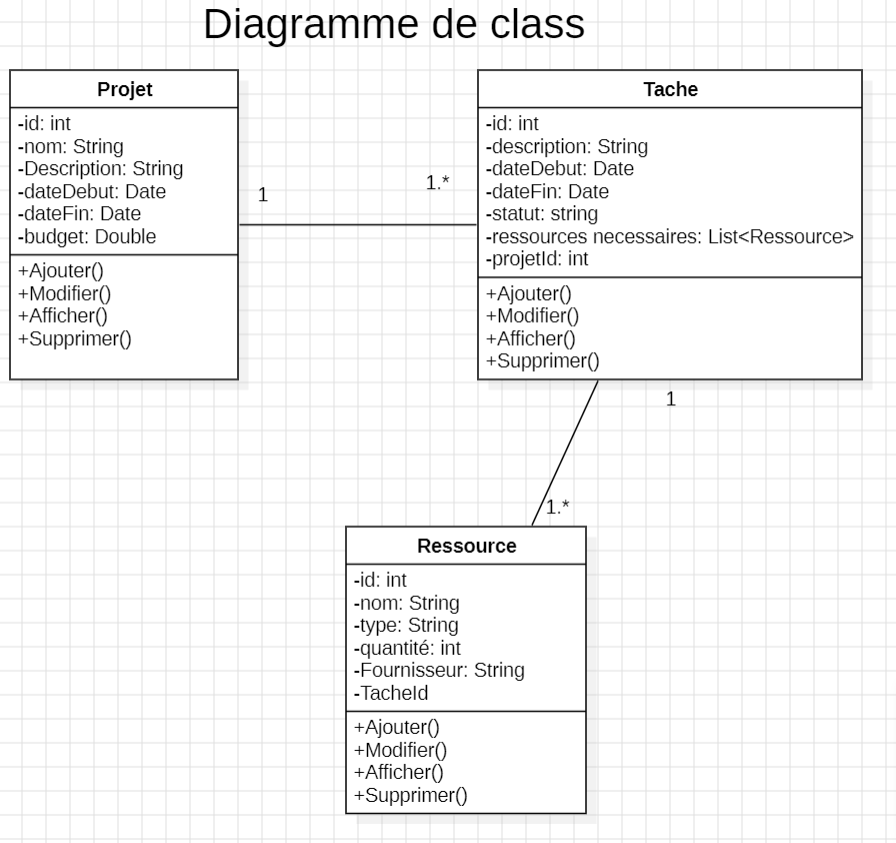 Diagramme de class
Projet
-id: int
-nom: String
-Description: String
-dateDebut: Date
-dateFin: Date
-budget: Double
+Ajouter()
+Modifier()
+Afficher()
+Supprimer()
1
1.*
Tache
-id: int
-description: String
-dateDebut: Date
-dateFin: Date
-statut: string
-ressources necessaires: List<Ressource>
-projetId: int
+Ajouter()
+Modifier()
+Afficher()
+Supprimer()
1
1.*
Ressource
-id: int
-nom: String
-type: String
-quantité: int
-Fournisseur: String
-TacheId
+Ajouter()
+Modifier()
+Afficher()
+Supprimer()